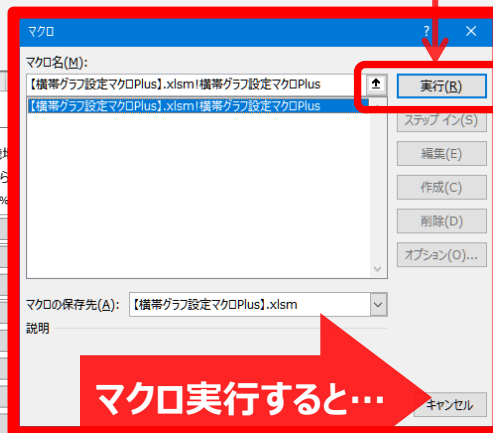 マクロ ? ×
マクロ名(M):
【横帯グラフ設定マクロPlus】.xlsm!横帯グラフ設定マクロPlus
実行(R)
【横帯グラフ設定マクロPlus】.xlsm!横帯グラフ設定マクロPlus
ステップ イン(S)
編集(E)
作成(C)
削除(D)
オプション(O)...
マクロの保存先(A): 【横帯グラフ設定マクロPlus】.xlsm
説明
マクロ実行すると…
キャンセル
ら
%